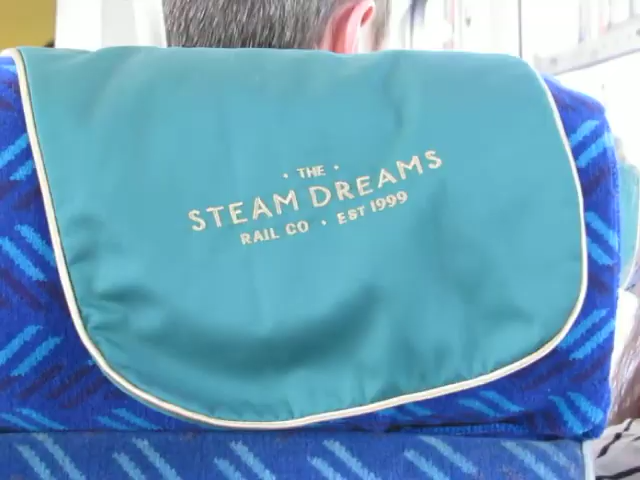 · THE ·
STEAM DREAMS
RAIL CO · EST 1999